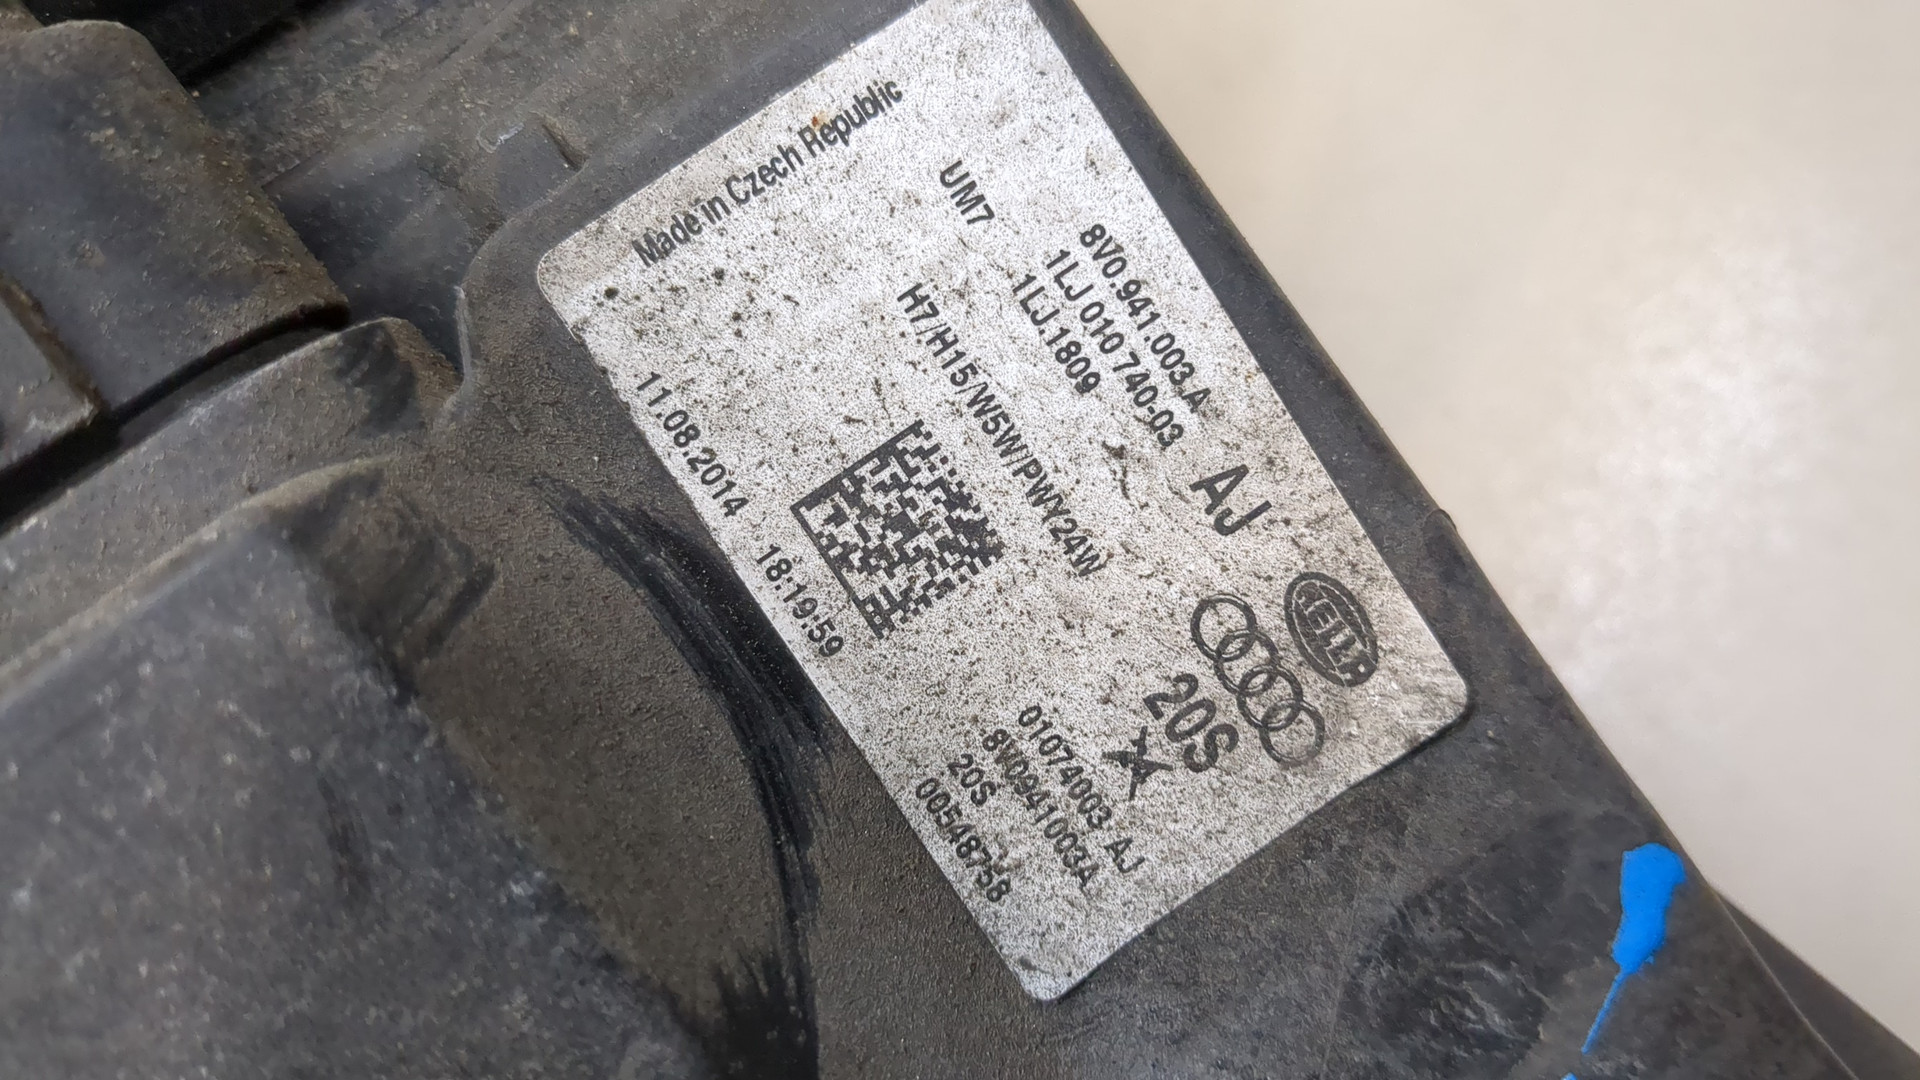 HELLA
8V0.941.003.A
1LJ 010 740-03
1LJ.1809
AJ
20S
UM7
H7/H15/W5W/PWY24W
Made in Czech Republic
11.08.2014 18:19:59
01074003 AJ
8V0941003A
20S
00548758